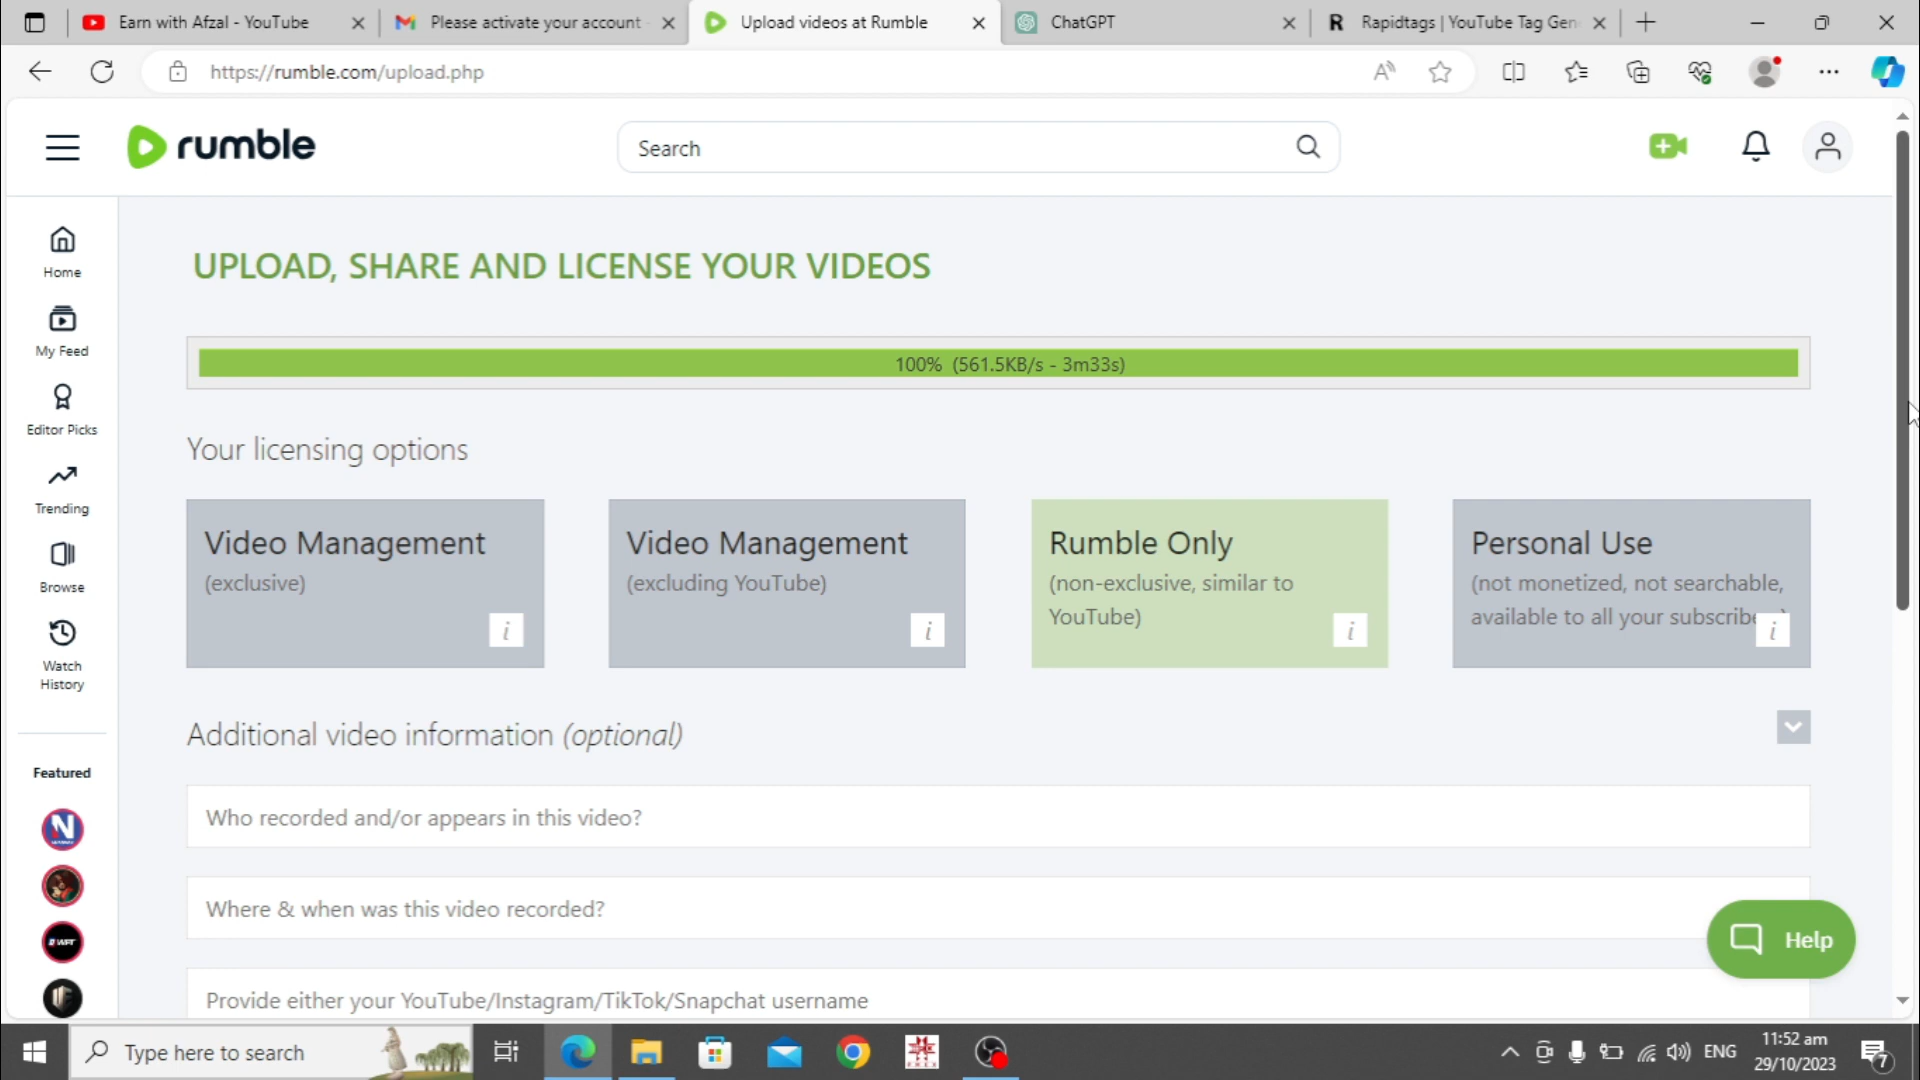 Earn with Afzal - YouTube
Please activate your account
Upload videos at Rumble
ChatGPT
Rapidtags | YouTube Tag Gen
https://rumble.com/upload.php
rumble
Search
Home
My Feed
Editor Picks
Trending
Browse
Watch
History
Featured
UPLOAD, SHARE AND LICENSE YOUR VIDEOS
100% (561.5KB/s - 3m33s)
Your licensing options
Video Management
(exclusive)
i
Video Management
(excluding YouTube)
i
Rumble Only
(non-exclusive, similar to
YouTube)
i
Personal Use
(not monetized, not searchable,
available to all your subscribe
i
Additional video information (optional)
Who recorded and/or appears in this video?
Where & when was this video recorded?
Provide either your YouTube/Instagram/TikTok/Snapchat username
Help
Type here to search
ENG
11:52 am
29/10/2023
7